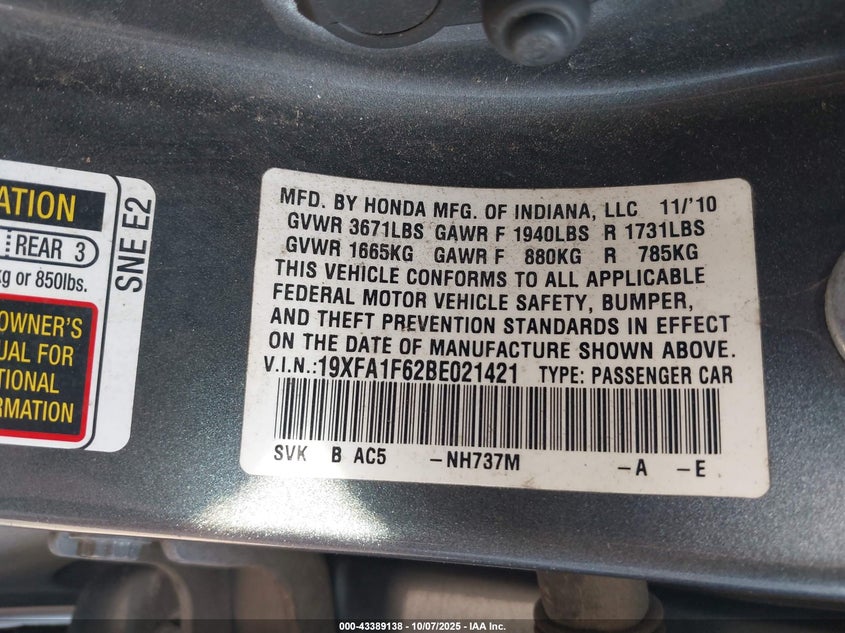 ATION
REAR 3
kg or 850lbs.
OWNER'S
UAL FOR
TIONAL
RMATION
SNE E2
MFD. BY HONDA MFG. OF INDIANA, LLC 11/'10
GVWR 3671LBS GAWR F 1940LBS R 1731LBS
GVWR 1665KG GAWR F 880KG R 785KG
THIS VEHICLE CONFORMS TO ALL APPLICABLE
FEDERAL MOTOR VEHICLE SAFETY, BUMPER,
AND THEFT PREVENTION STANDARDS IN EFFECT
ON THE DATE OF MANUFACTURE SHOWN ABOVE.
V.I.N.:19XFA1F62BE021421 TYPE: PASSENGER CAR
SVK B AC5 -NH737M -A -E
000-43389138 - 10/07/2025 - IAA Inc.